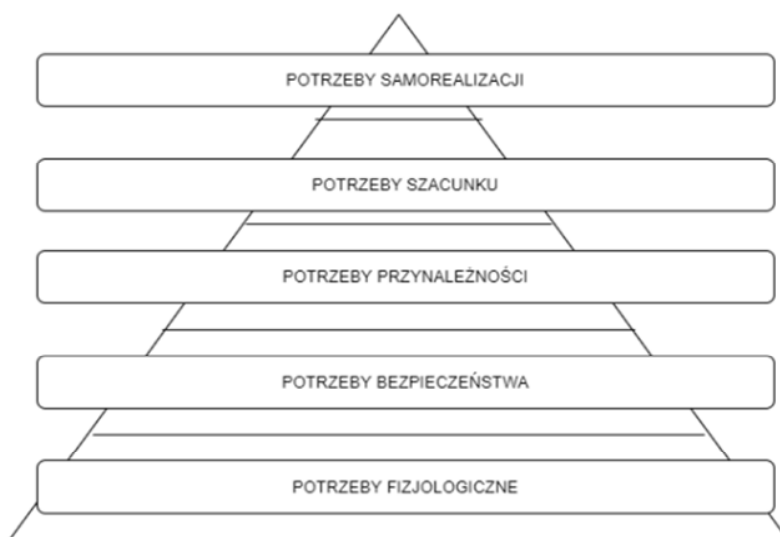 POTRZEBY SAMOREALIZACJI
POTRZEBY SZACUNKU
POTRZEBY PRZYNALEŻNOŚCI
POTRZEBY BEZPIECZEŃSTWA
POTRZEBY FIZJOLOGICZNE